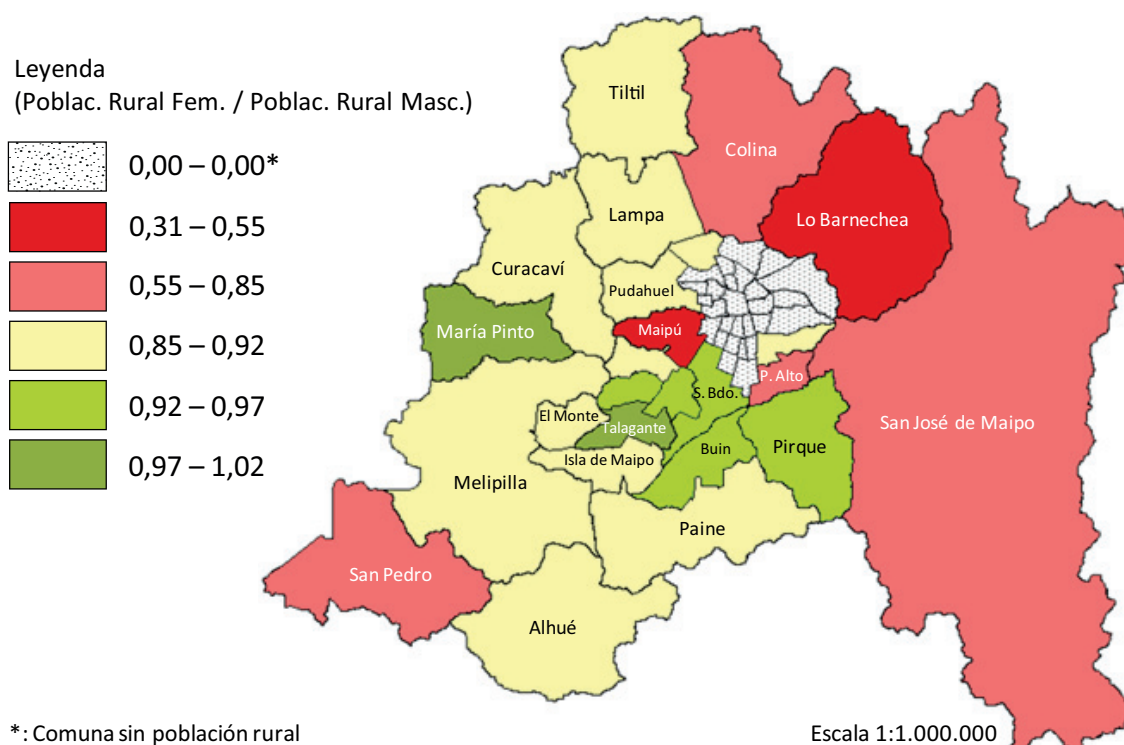 Leyenda
(Poblac. Rural Fem. / Poblac. Rural Masc.)
0,00 – 0,00*
0,31 – 0,55
0,55 – 0,85
0,85 – 0,92
0,92 – 0,97
0,97 – 1,02
Tiltil
Colina
Lampa
Lo Barnechea
Curacaví
Pudahuel
María Pinto
Maipú
P. Alto
S. Bdo.
El Monte
Talagante
San José de Maipo
Isla de Maipo
Buin
Pirque
Melipilla
Paine
San Pedro
Alhué
*: Comuna sin población rural
Escala 1:1.000.000